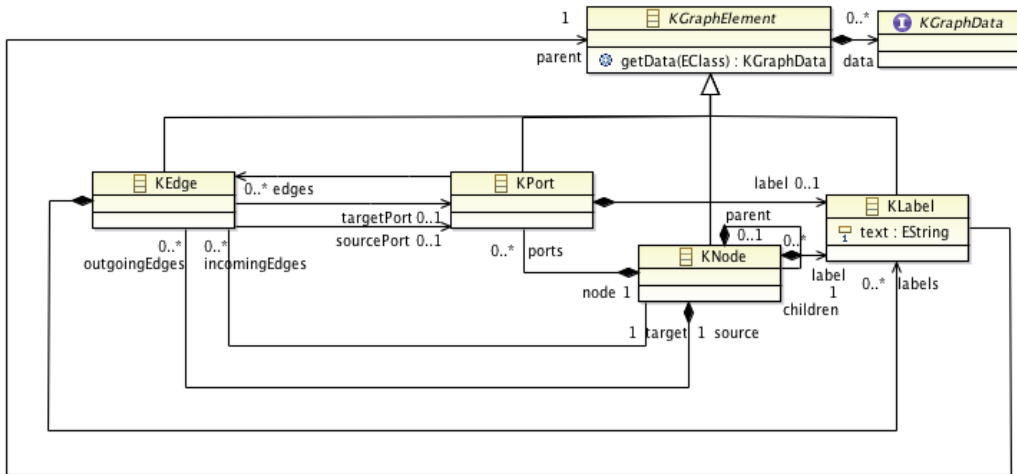 1
KGraphElement
0..*
KGraphData
parent
getData(EClass) : KGraphData
data
KEdge
0..* edges
KPort
label 0..1
KLabel
targetPort 0..1
parent
text : EString
sourcePort 0..1
0..1
0..*
0..*
0..*
0..*
ports
KNode
outgoingEdges
incomingEdges
label
node 1
1
0..*
labels
children
1
target
1
source